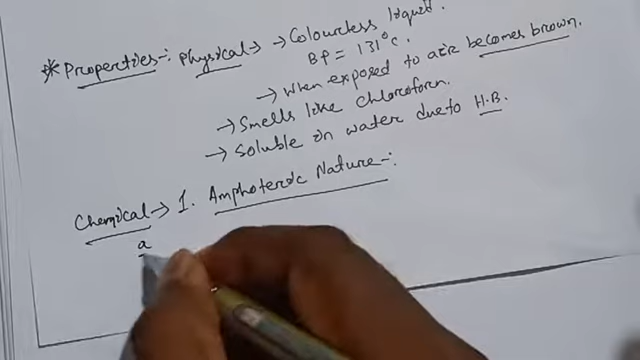 * Properties-: Physical → → Colourless liquid.
BP = 131°C.
→ When exposed to air becomes brown.
→ Smells like chloroform.
→ Soluble in water due to H.B.
Chemical → 1. Amphoteric Nature-:
a